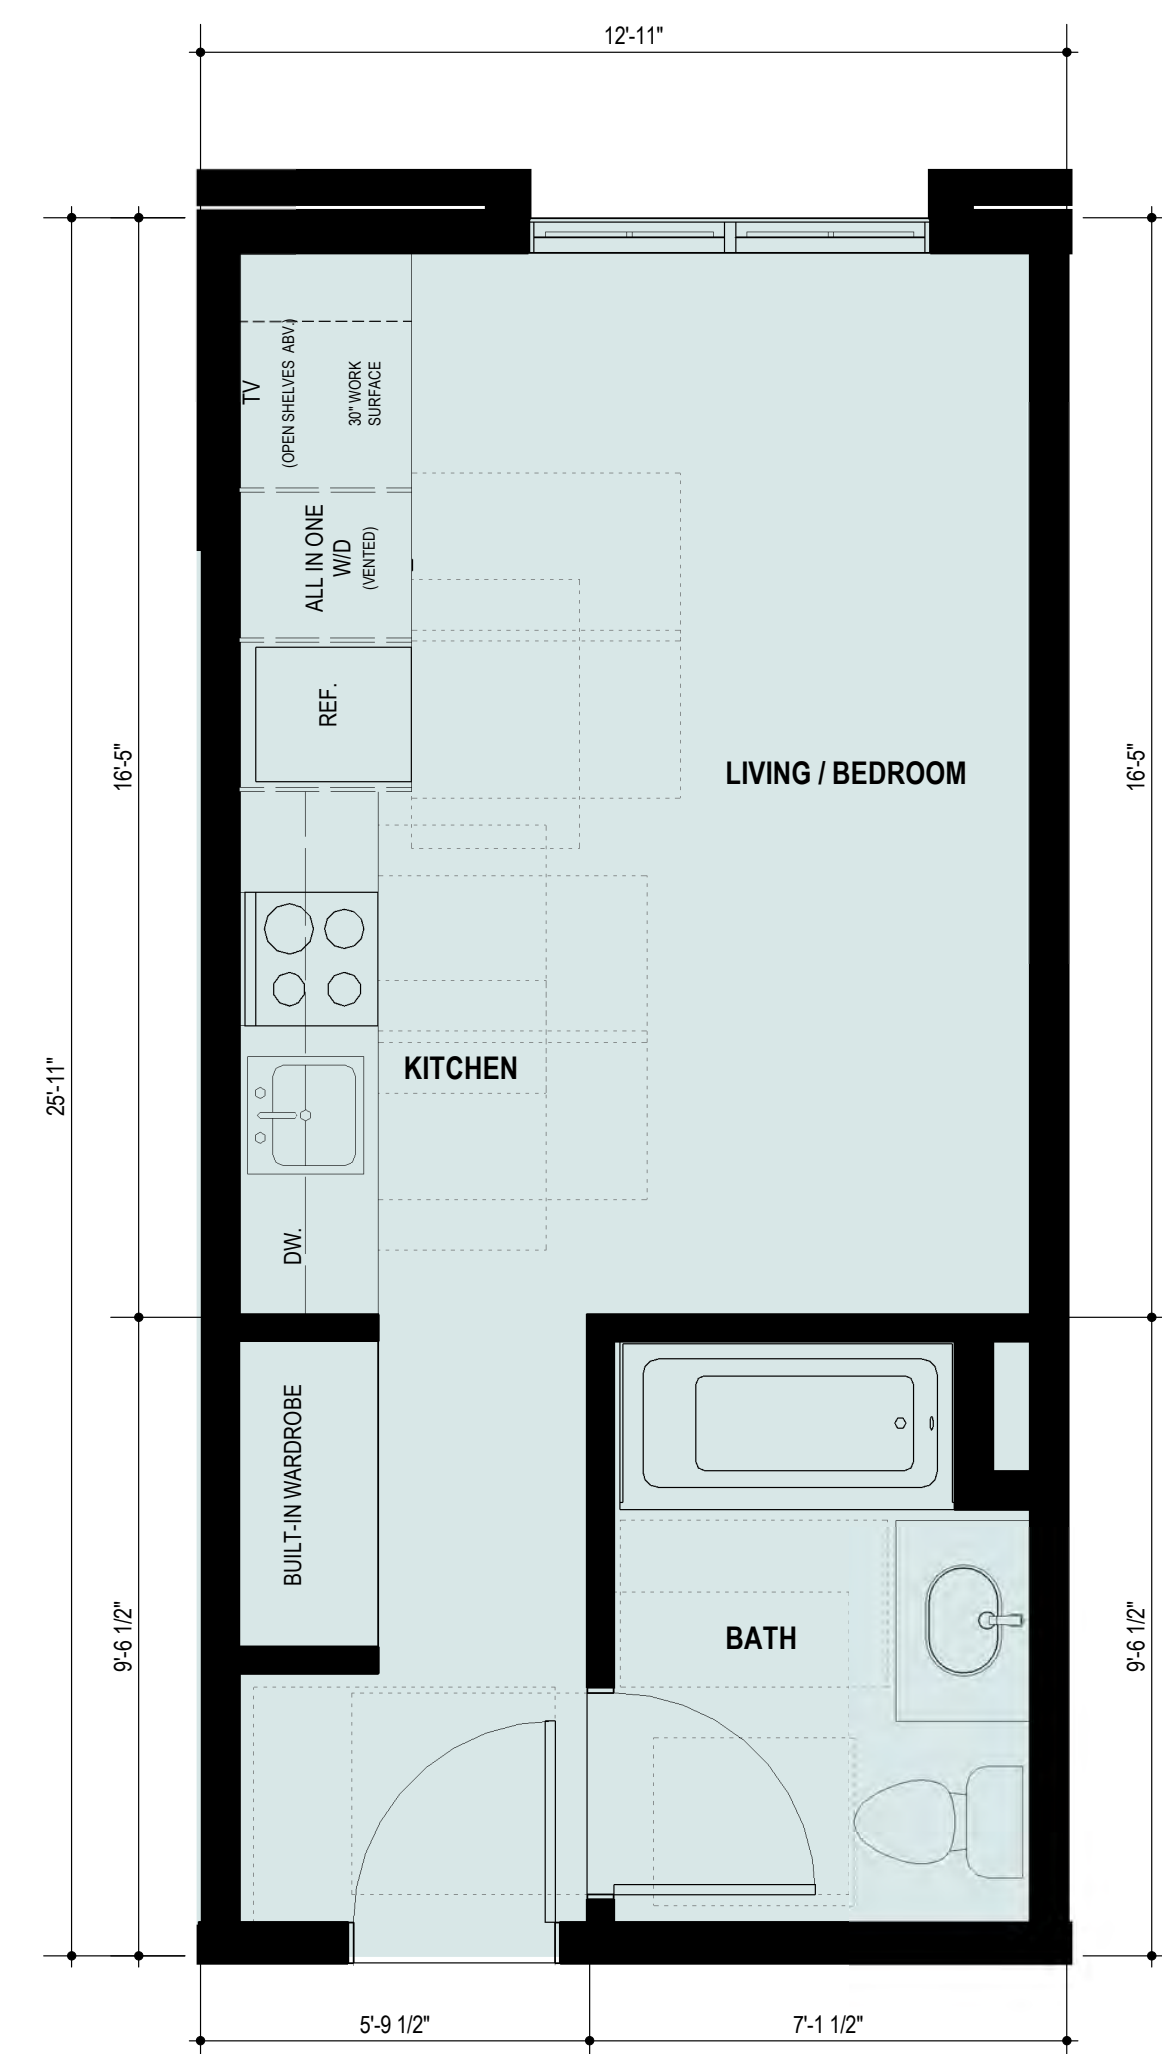 12'-11"
TV
(OPEN SHELVES ABV.)
30" WORK
SURFACE
ALL IN ONE
W/D
(VENTED)
REF.
LIVING / BEDROOM
16'-5"
16'-5"
25'-11"
KITCHEN
DW.
BUILT-IN WARDROBE
BATH
9'-6 1/2"
9'-6 1/2"
5'-9 1/2"
7'-1 1/2"